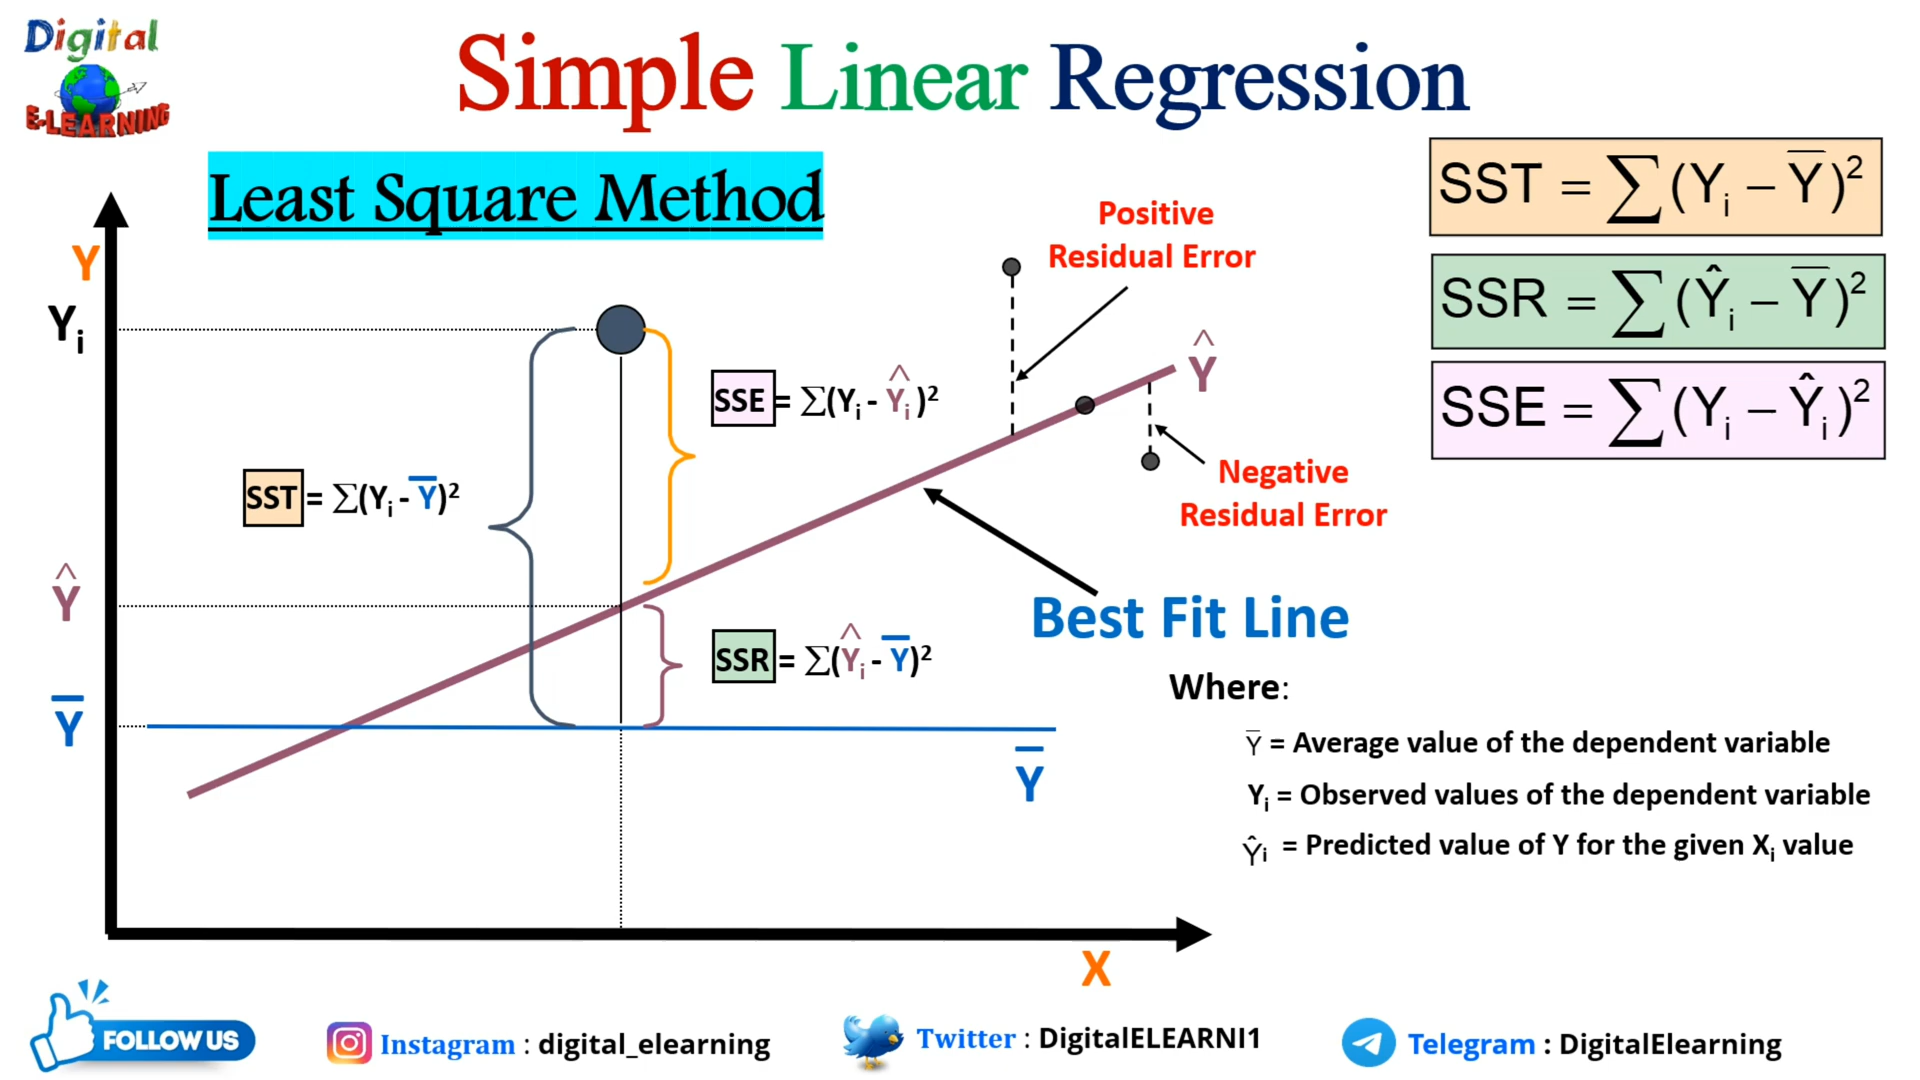 Digital
E-LEARNING
Simple Linear Regression
Least Square Method
SST = ∑(Yᵢ − Y̅)²
SSR = ∑(Ŷᵢ − Y̅)²
SSE = ∑(Yᵢ − Ŷᵢ)²
Positive
Residual Error
Y
Yᵢ
SSE = ∑(Yᵢ - Ŷᵢ)²
Ŷ
Negative
Residual Error
SST = ∑(Yᵢ - Y̅)²
Ŷ
Best Fit Line
SSR = ∑(Ŷᵢ - Y̅)²
Y̅
Y̅
Where:
Y̅ = Average value of the dependent variable
Yᵢ = Observed values of the dependent variable
Ŷᵢ = Predicted value of Y for the given Xᵢ value
X
FOLLOW US
Instagram : digital_elearning
Twitter : DigitalELEARNI1
Telegram : DigitalElearning